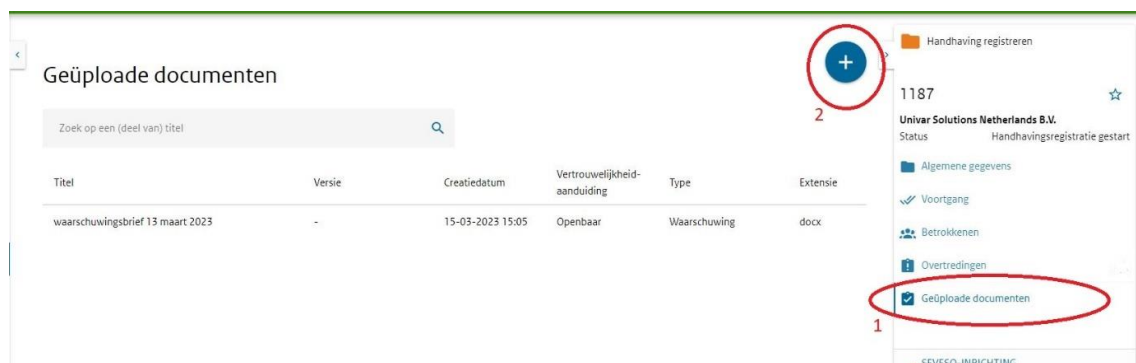 Handhaving registreren
Geüploade documenten
2
1187
Univar Solutions Netherlands B.V.
Status Handhavingsregistratie gestart
Zoek op een (deel van) titel
Algemene gegevens
Voortgang
Betrokkenen
Overtredingen
Geüploade documenten
1
Titel Versie Creatiedatum Vertrouwelijkheid-
aanduiding Type Extensie
waarschuwingsbrief 13 maart 2023 - 15-03-2023 15:05 Openbaar Waarschuwing docx
SEVESO-INRICHTING